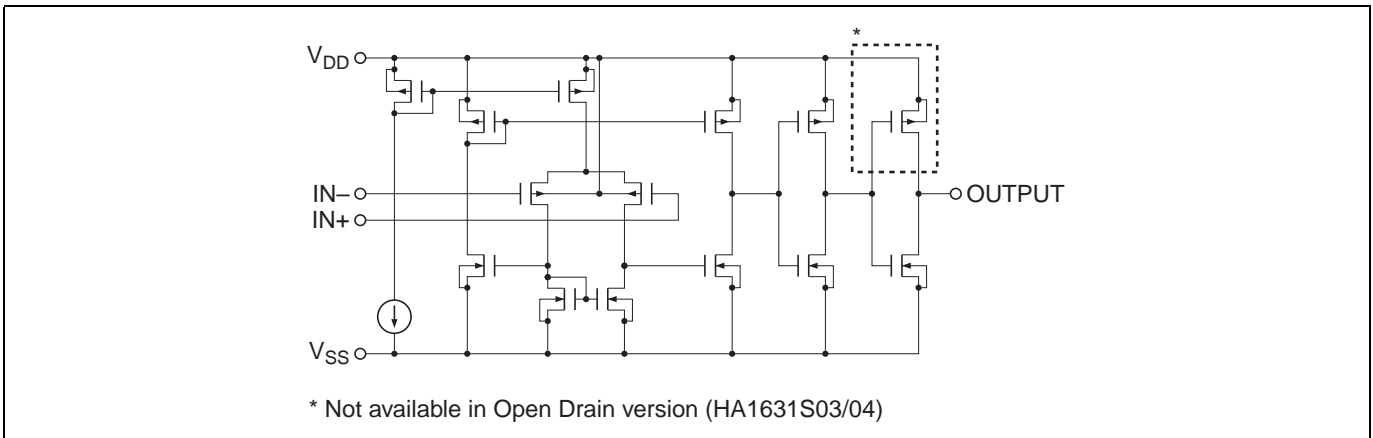 *
VDD
IN–
IN+
OUTPUT
VSS
* Not available in Open Drain version (HA1631S03/04)